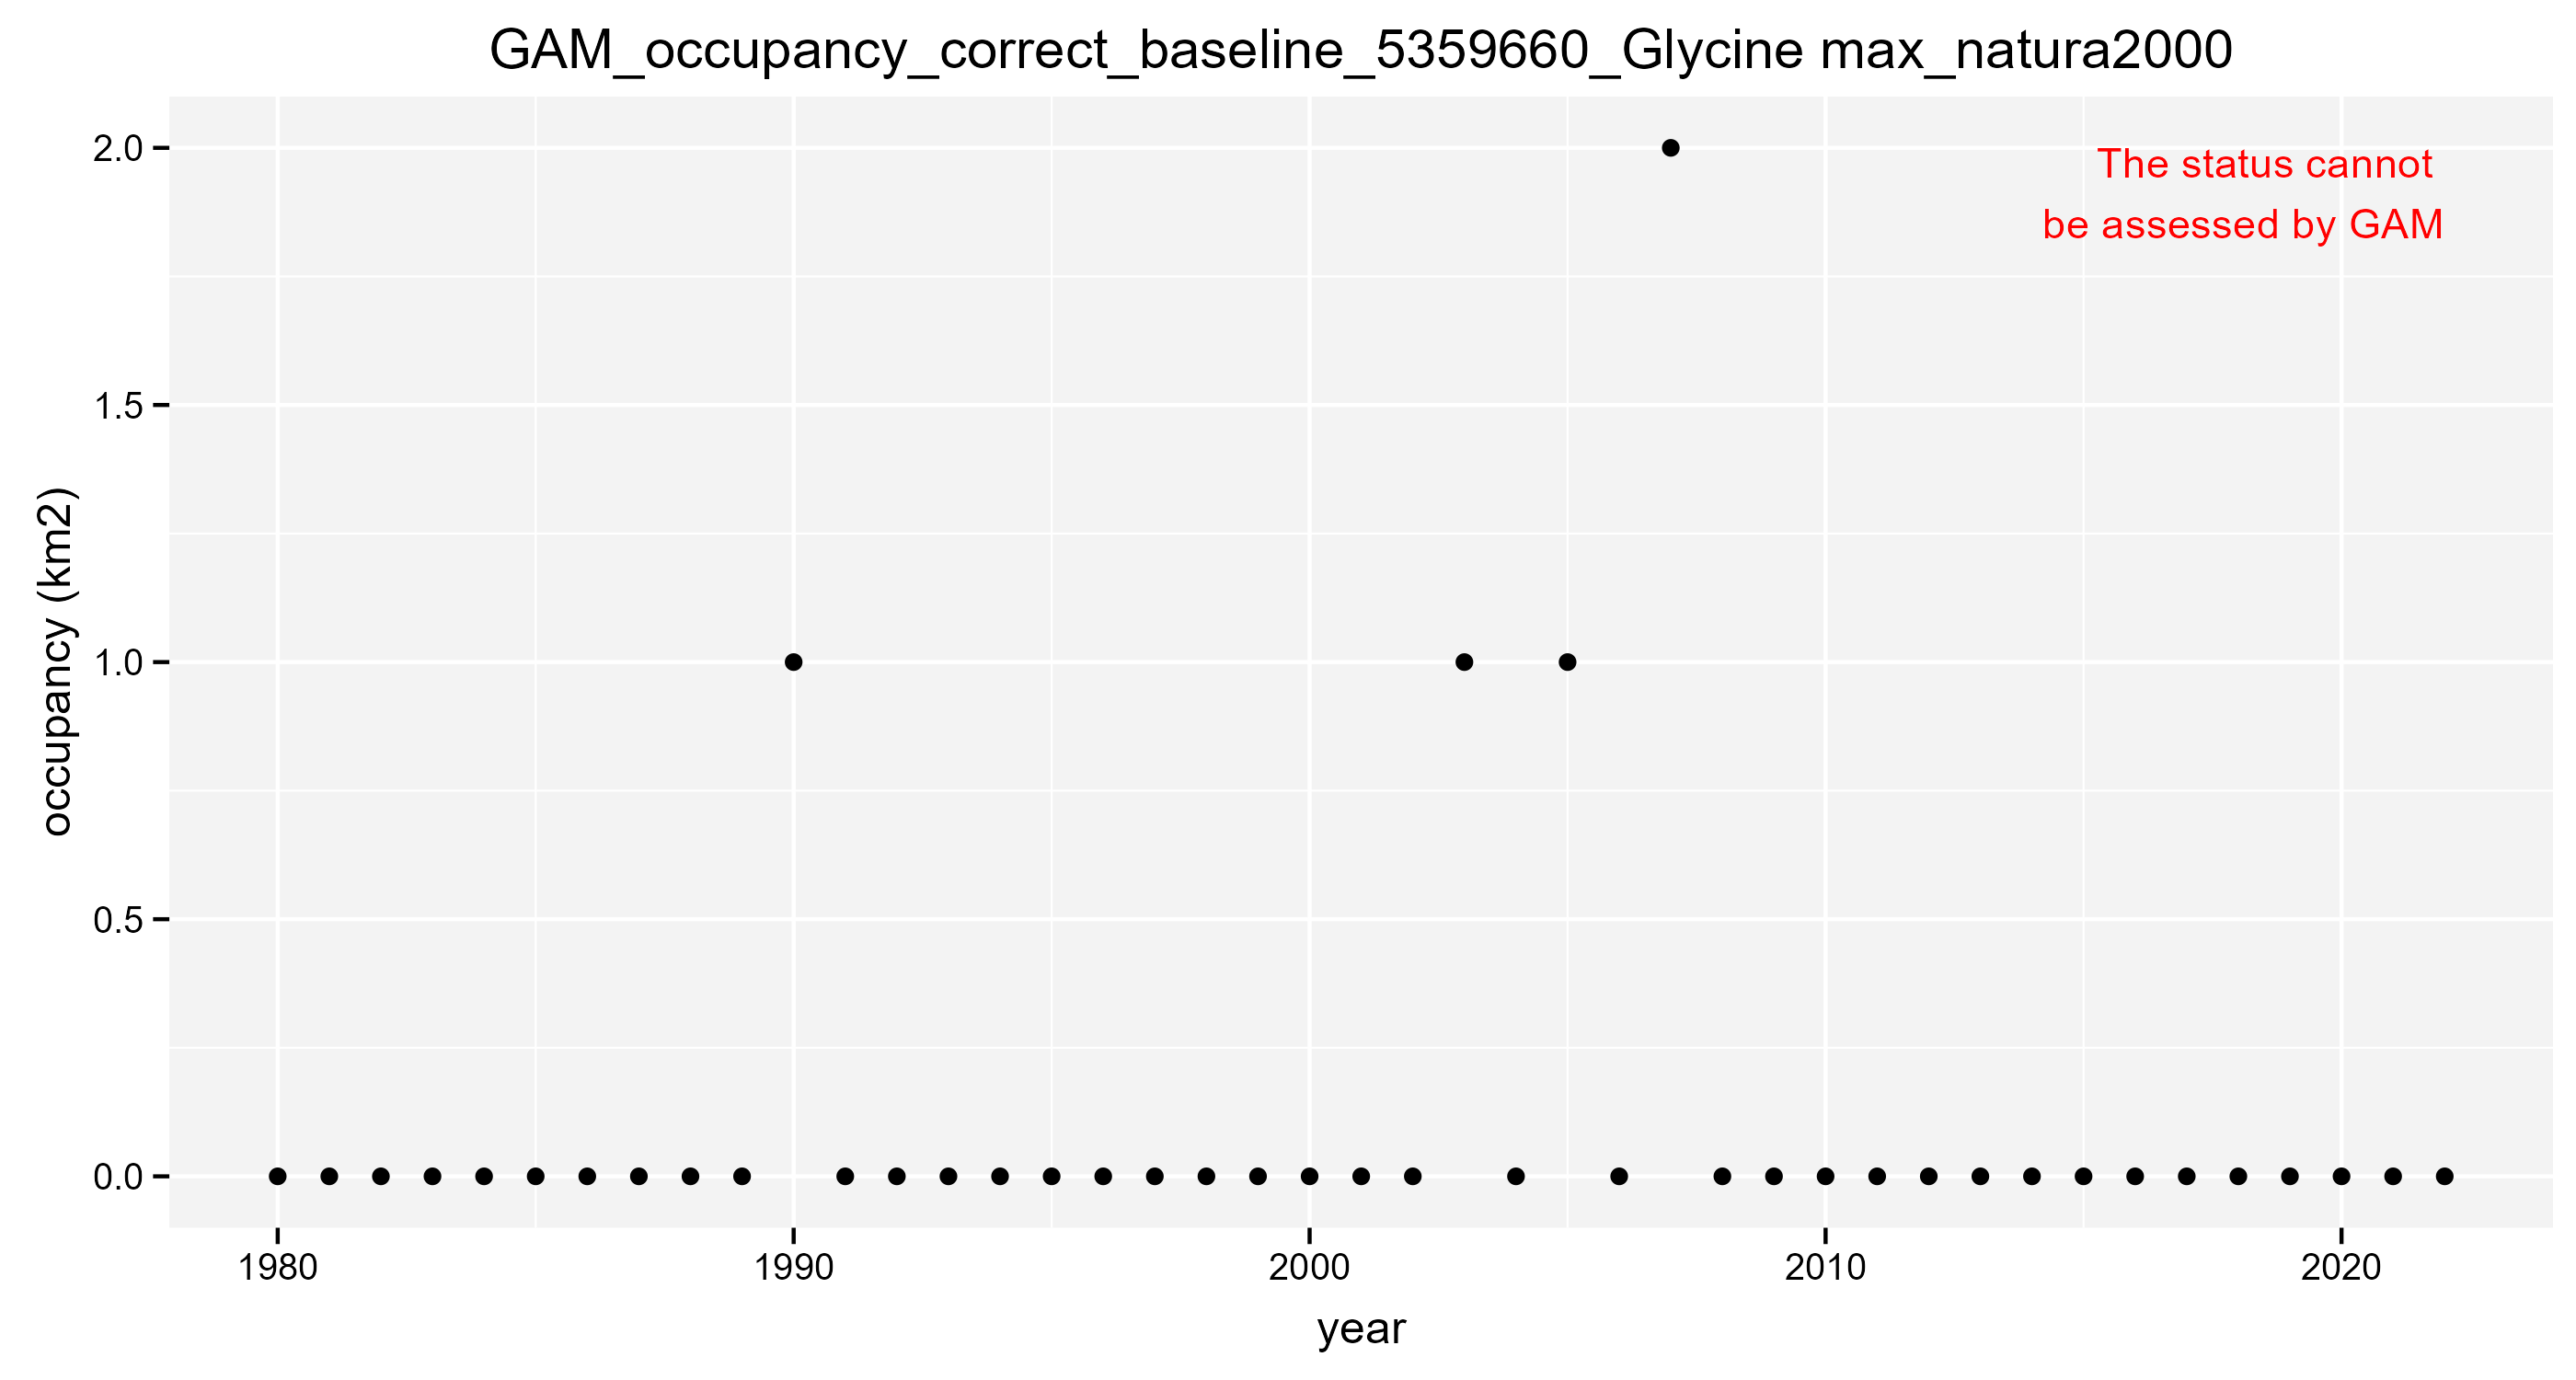 GAM_occupancy_correct_baseline_5359660_Glycine max_natura2000
The status cannot
be assessed by GAM
occupancy (km2)
2.0
1.5
1.0
0.5
0.0
1980 1990 2000 2010 2020
year